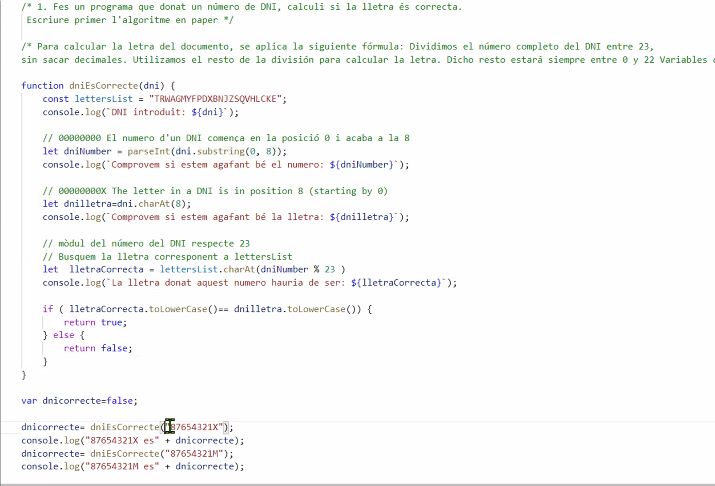 /* 1. Fes un programa que donat un número de DNI, calculi si la lletra és correcta.
Escriure primer l'algoritme en paper */
/* Para calcular la letra del documento, se aplica la siguiente fórmula: Dividimos el número completo del DNI entre 23,
sin sacar decimales. Utilizamos el resto de la división para calcular la letra. Dicho resto estará siempre entre 0 y 22 Variables
function dniEsCorrecte(dni) {
const lettersList = "TRWAGMYFPDXBNJZSQVHLCKE";
console.log(`DNI introduit: ${dni}`);
// 00000000 El numero d'un DNI comença en la posició 0 i acaba a la 8
let dniNumber = parseInt(dni.substring(0, 8));
console.log(`Comprovem si estem agafant bé el numero: ${dniNumber}`);
// 00000000X The letter in a DNI is in position 8 (starting by 0)
let dnilletra=dni.charAt(8);
console.log(`Comprovem si estem agafant bé la lletra: ${dnilletra}`);
// mòdul del número del DNI respecte 23
// Busquem la lletra corresponent a lettersList
let  lletraCorrecta = lettersList.charAt(dniNumber % 23 )
console.log(`La lletra donat aquest numero hauria de ser: ${lletraCorrecta}`);
if ( lletraCorrecta.toLowerCase()== dnilletra.toLowerCase()) {
return true;
} else {
return false;
}
}
var dnicorrecte=false;
dnicorrecte= dniEsCorrecte("87654321X");
console.log("87654321X es" + dnicorrecte);
dnicorrecte= dniEsCorrecte("87654321M");
console.log("87654321M es" + dnicorrecte);